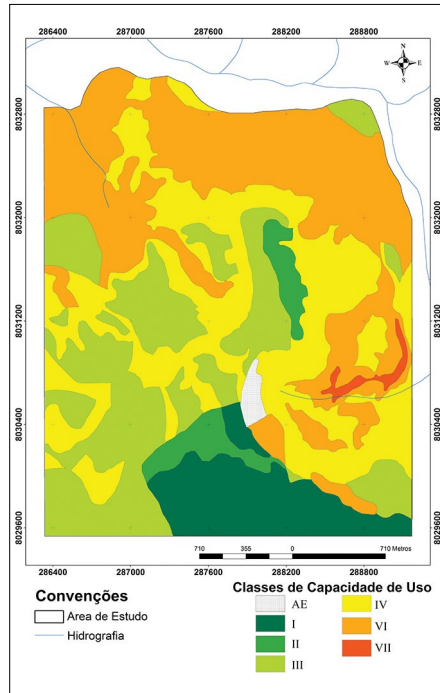 286400 287000 287600 288200 288800
N
W E
S
8032800 8032800
8032000 8032000
8031200 8031200
8030400 8030400
8029600 8029600
710 355 0 710 Metros
286400 287000 287600 288200 288800
Convenções
Area de Estudo
Hidrografia
Classes de Capacidade de Uso
AE IV
I VI
II VII
III